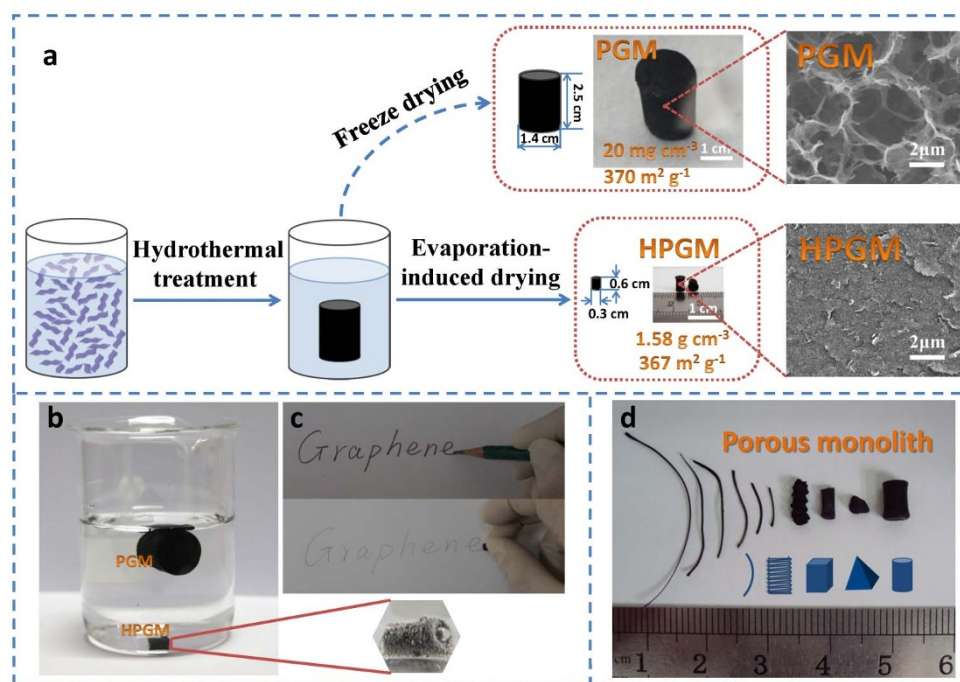 a
Freeze drying
2.5 cm
1.4 cm
PGM
20 mg cm⁻³
1 cm
370 m² g⁻¹
PGM
2μm
Hydrothermal
treatment
Evaporation-
induced drying
0.6 cm
0.3 cm
HPGM
1 cm
1.58 g cm⁻³
367 m² g⁻¹
HPGM
2μm
b
PGM
HPGM
c
Graphene
Graphene
d
Porous monolith
cm 1 2 3 4 5 6